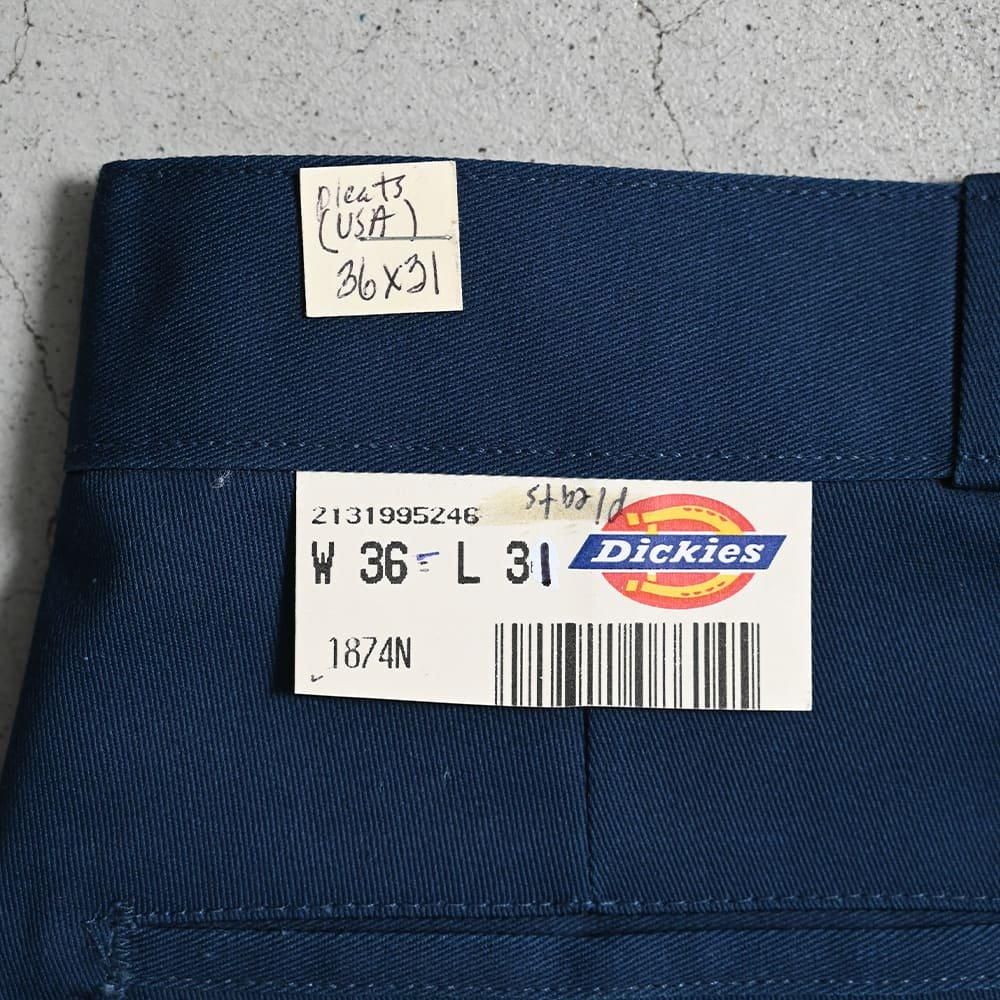 pleats
(USA)
36x31
pleats
2131995246
W 36 - L 31
Dickies
1874N